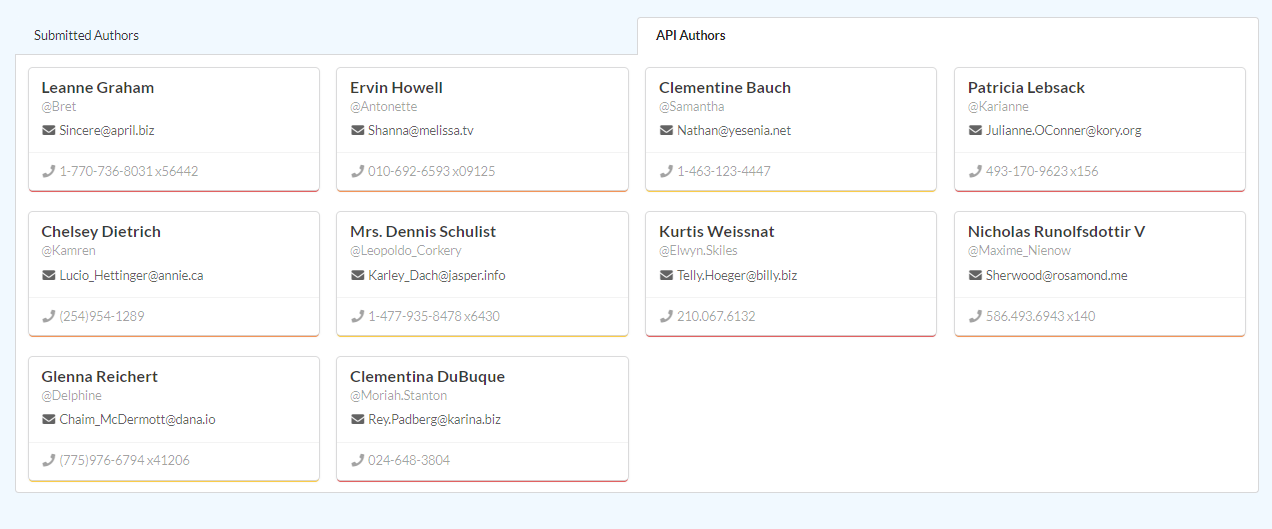 Submitted Authors
API Authors
Leanne Graham
@Bret
Sincere@april.biz
1-770-736-8031 x56442
Ervin Howell
@Antonette
Shanna@melissa.tv
010-692-6593 x09125
Clementine Bauch
@Samantha
Nathan@yesenia.net
1-463-123-4447
Patricia Lebsack
@Karianne
Julianne.OConner@kory.org
493-170-9623 x156
Chelsey Dietrich
@Kamren
Lucio_Hettinger@annie.ca
(254)954-1289
Mrs. Dennis Schulist
@Leopoldo_Corkery
Karley_Dach@jasper.info
1-477-935-8478 x6430
Kurtis Weissnat
@Elwyn.Skiles
Telly.Hoeger@billy.biz
210.067.6132
Nicholas Runolfsdottir V
@Maxime_Nienow
Sherwood@rosamond.me
586.493.6943 x140
Glenna Reichert
@Delphine
Chaim_McDermott@dana.io
(775)976-6794 x41206
Clementina DuBuque
@Moriah.Stanton
Rey.Padberg@karina.biz
024-648-3804